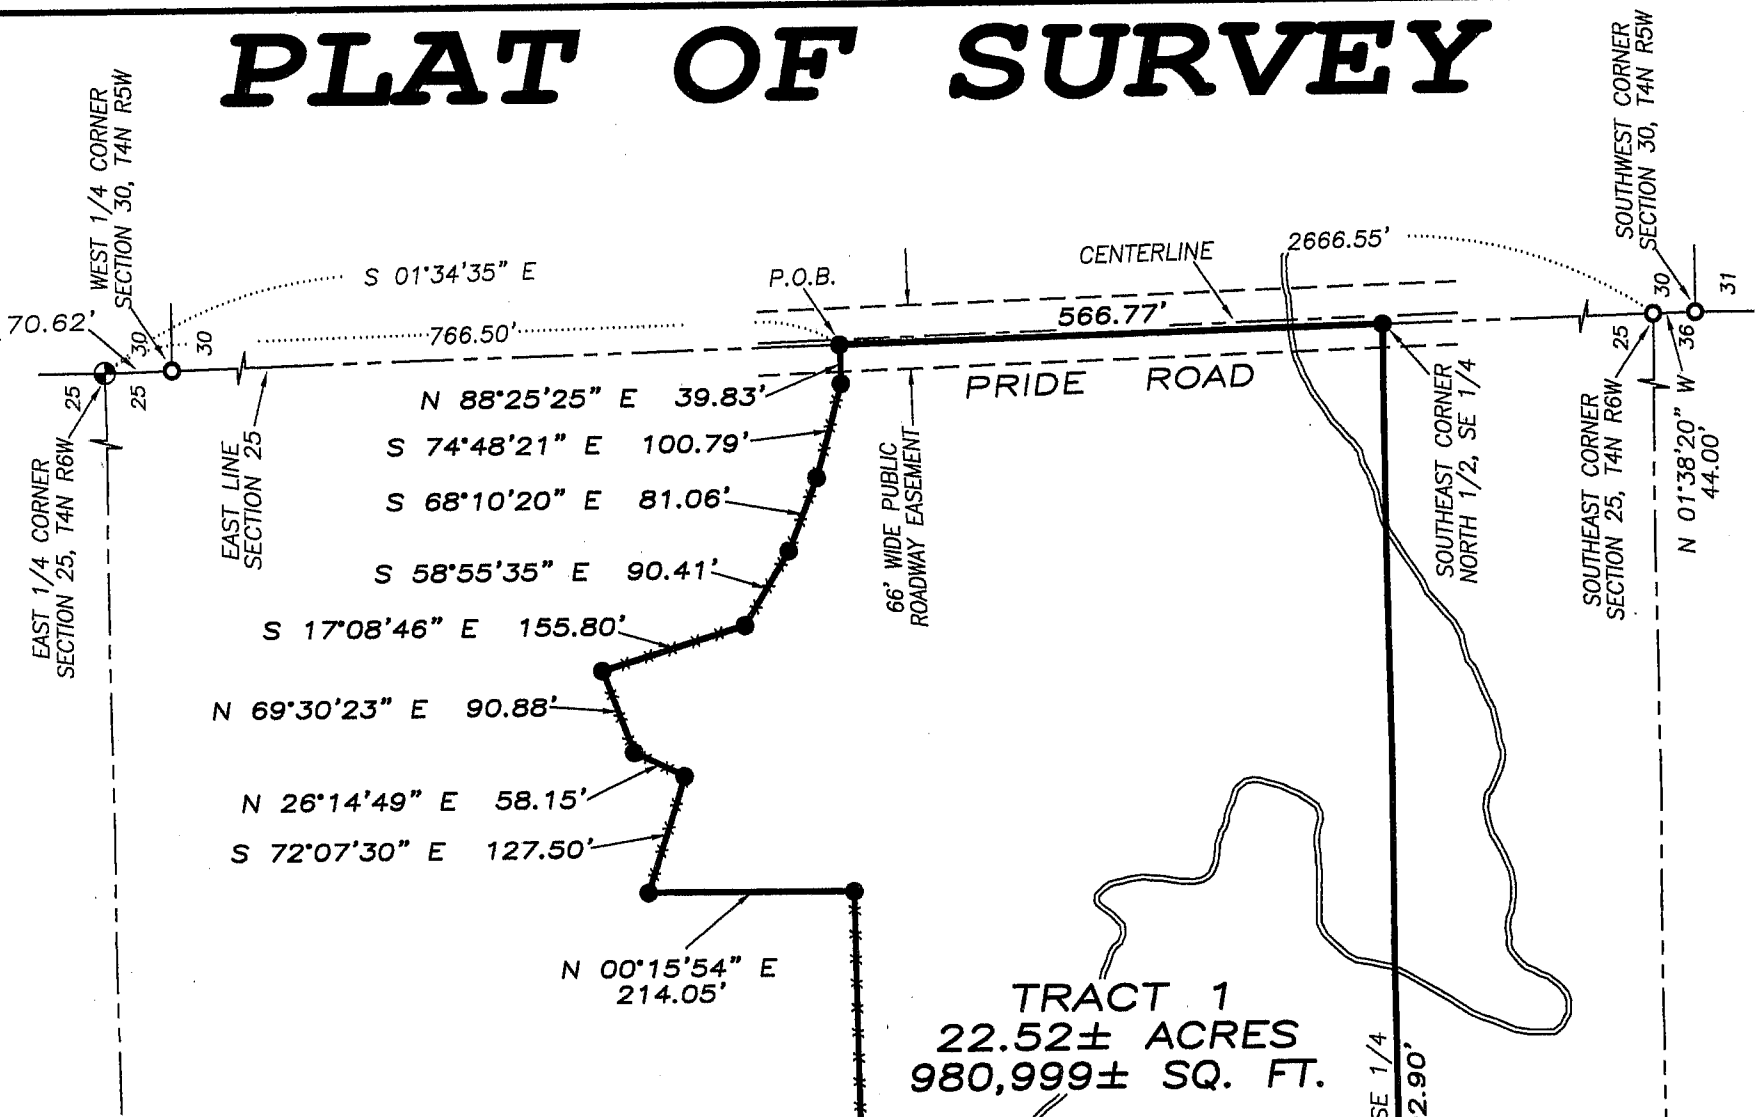 PLAT OF SURVEY
WEST 1/4 CORNER
SECTION 30, T4N R5W
SOUTHWEST CORNER
SECTION 30, T4N R5W
S 01°34'35" E
2666.55'
CENTERLINE
P.O.B.
70.62'
30
30
766.50'
566.77'
30
31
25
25
25
36
PRIDE ROAD
N 88°25'25" E 39.83'
S 74°48'21" E 100.79'
S 68°10'20" E 81.06'
S 58°55'35" E 90.41'
S 17°08'46" E 155.80'
N 69°30'23" E 90.88'
N 26°14'49" E 58.15'
S 72°07'30" E 127.50'
N 00°15'54" E
214.05'
EAST 1/4 CORNER
SECTION 25, T4N R6W
EAST LINE
SECTION 25
66' WIDE PUBLIC
ROADWAY EASEMENT
SOUTHEAST CORNER
NORTH 1/2, SE 1/4
SOUTHEAST CORNER
SECTION 25, T4N R6W
N 01°38'20" W
44.00'
TRACT 1
22.52± ACRES
980,999± SQ. FT.
SE 1/4
2.90'